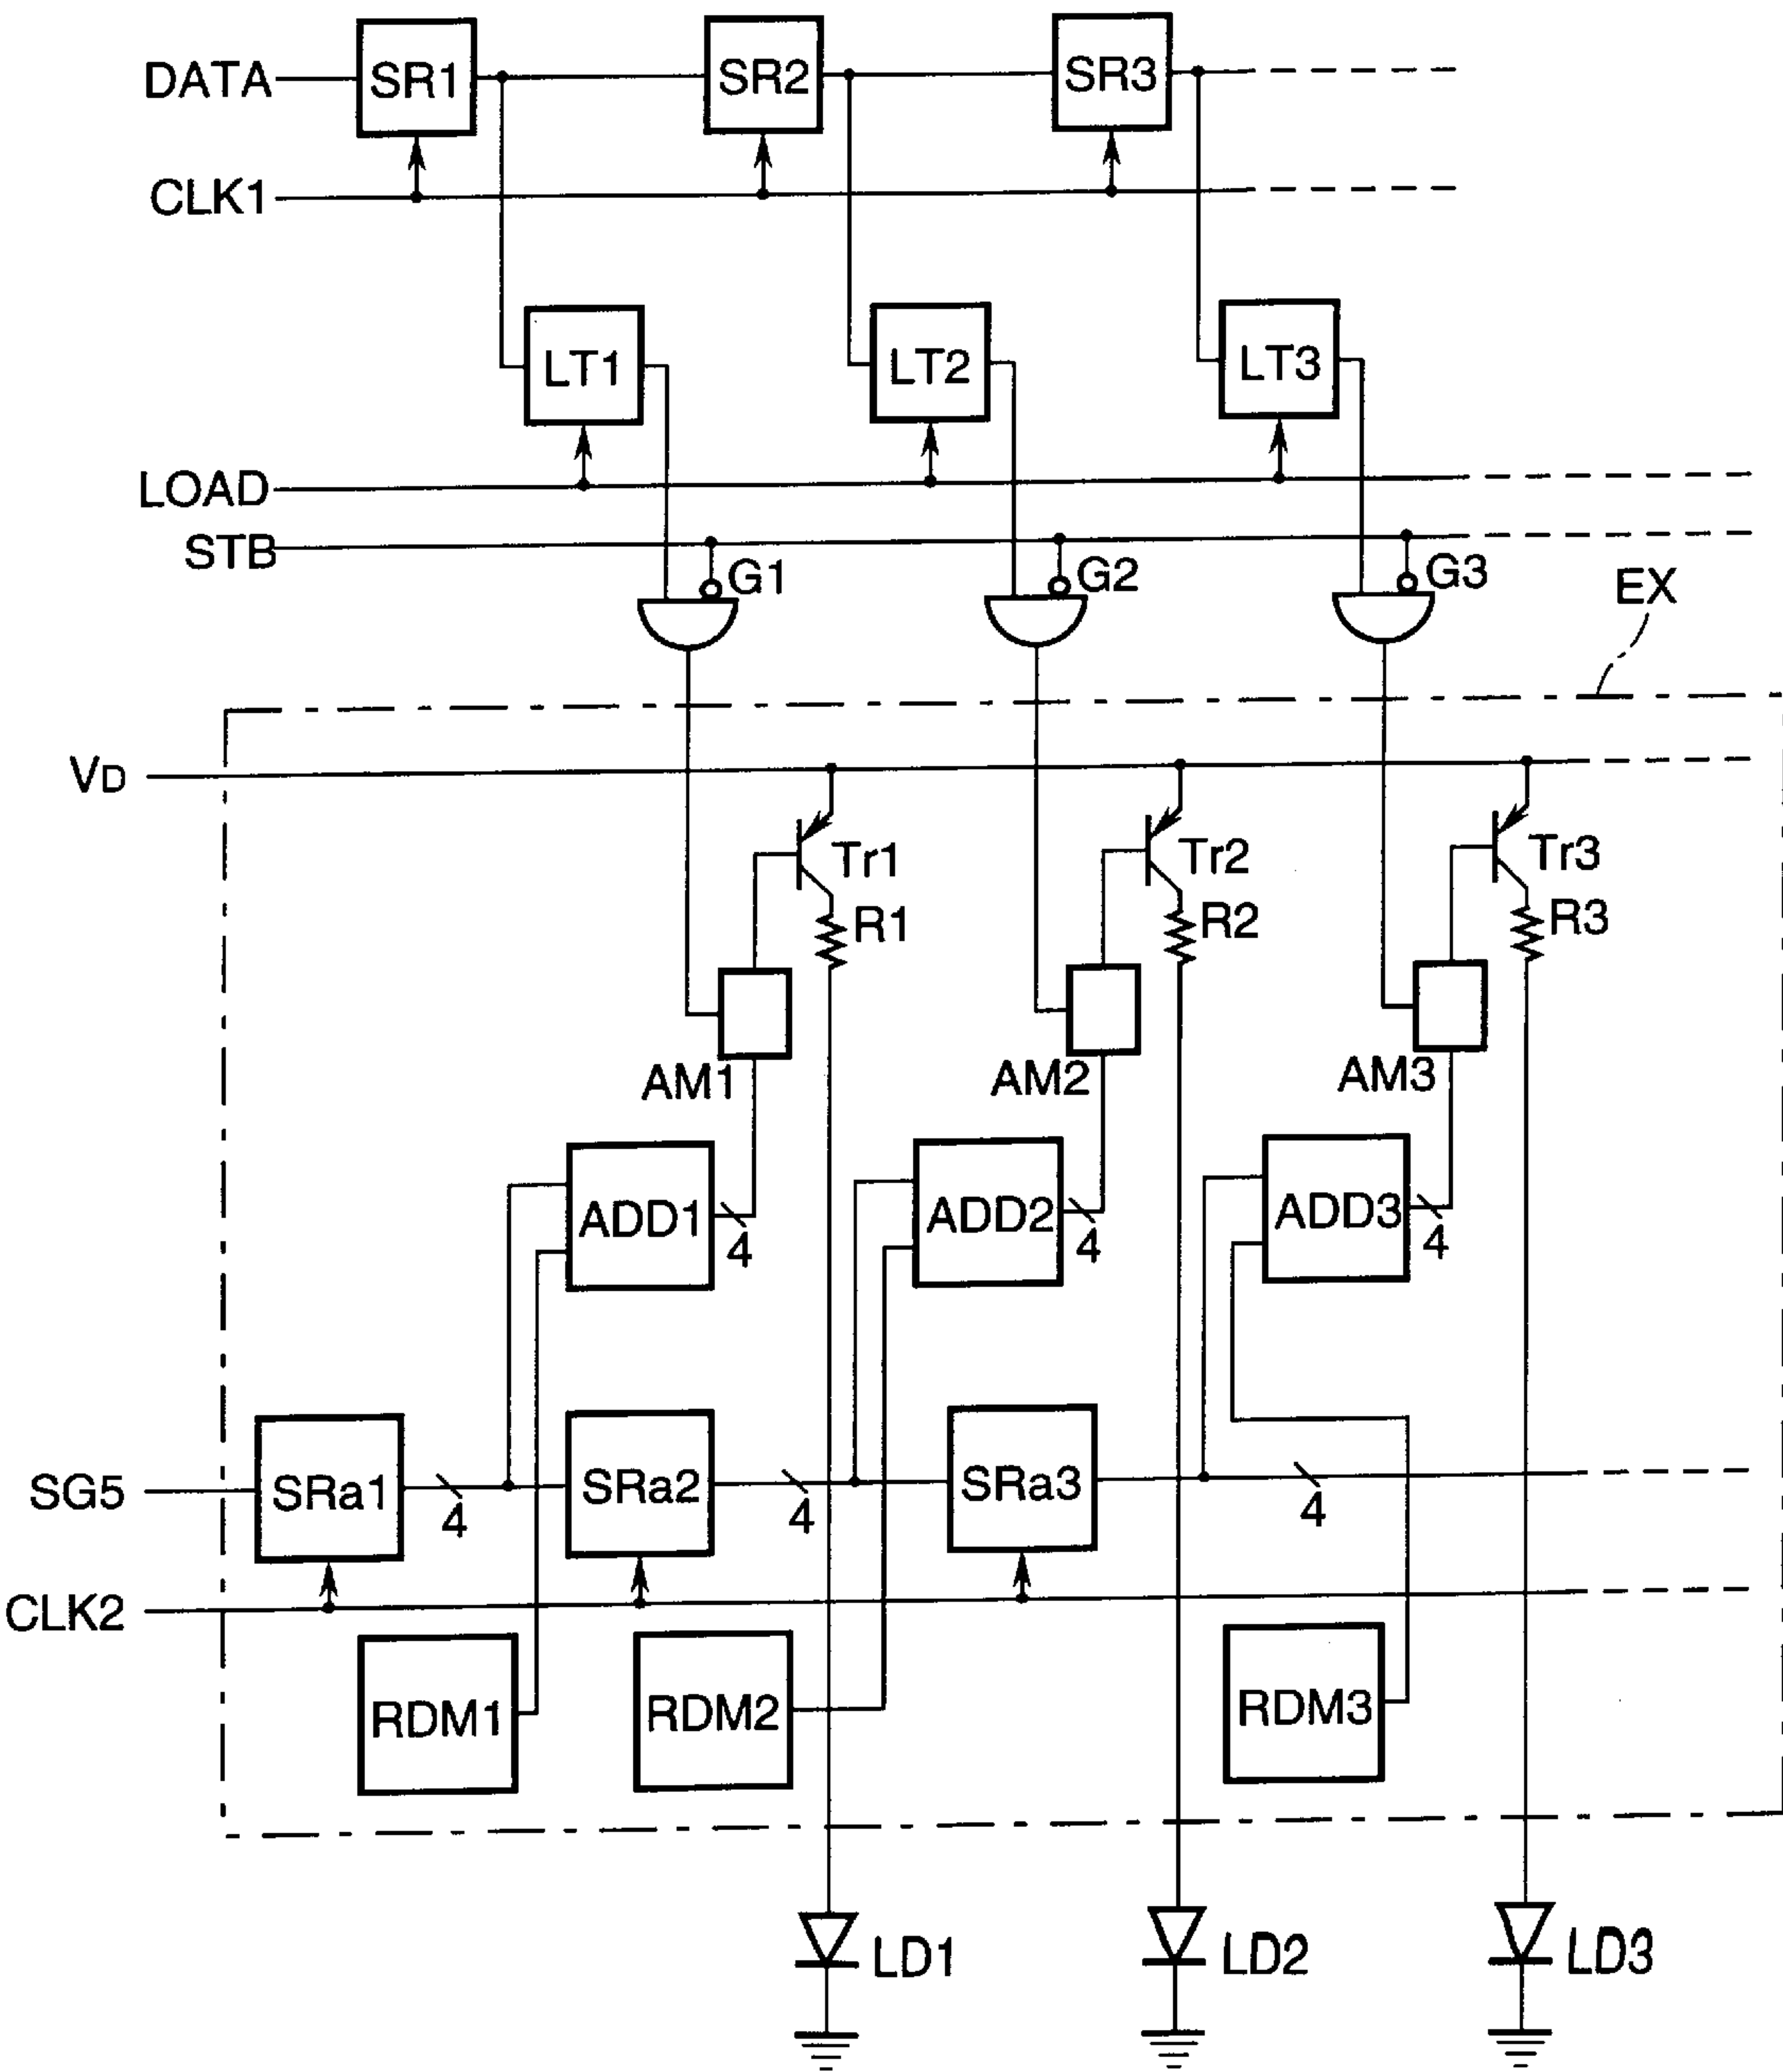 DATA SR1 SR2 SR3
CLK1
LT1 LT2 LT3
LOAD
STB
G1 G2 G3
EX
VD
Tr1 Tr2 Tr3
R1 R2 R3
AM1 AM2 AM3
ADD1 ADD2 ADD3
4 4 4
SG5 SRa1 SRa2 SRa3
4 4 4
CLK2
RDM1 RDM2 RDM3
LD1 LD2 LD3